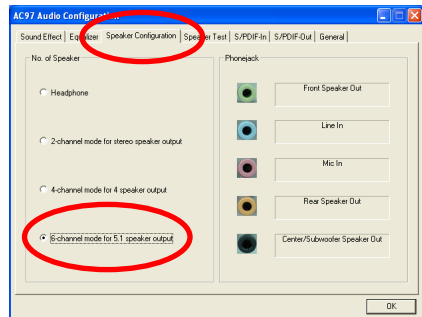 AC97 Audio Configuration
Sound Effect Equalizer Speaker Configuration Speaker Test S/PDIF-In S/PDIF-Out General
No. of Speaker
Headphone
2-channel mode for stereo speaker output
4-channel mode for 4 speaker output
6-channel mode for 5.1 speaker output
Phonejack
Front Speaker Out
Line In
Mic In
Rear Speaker Out
Center/Subwoofer Speaker Out
OK